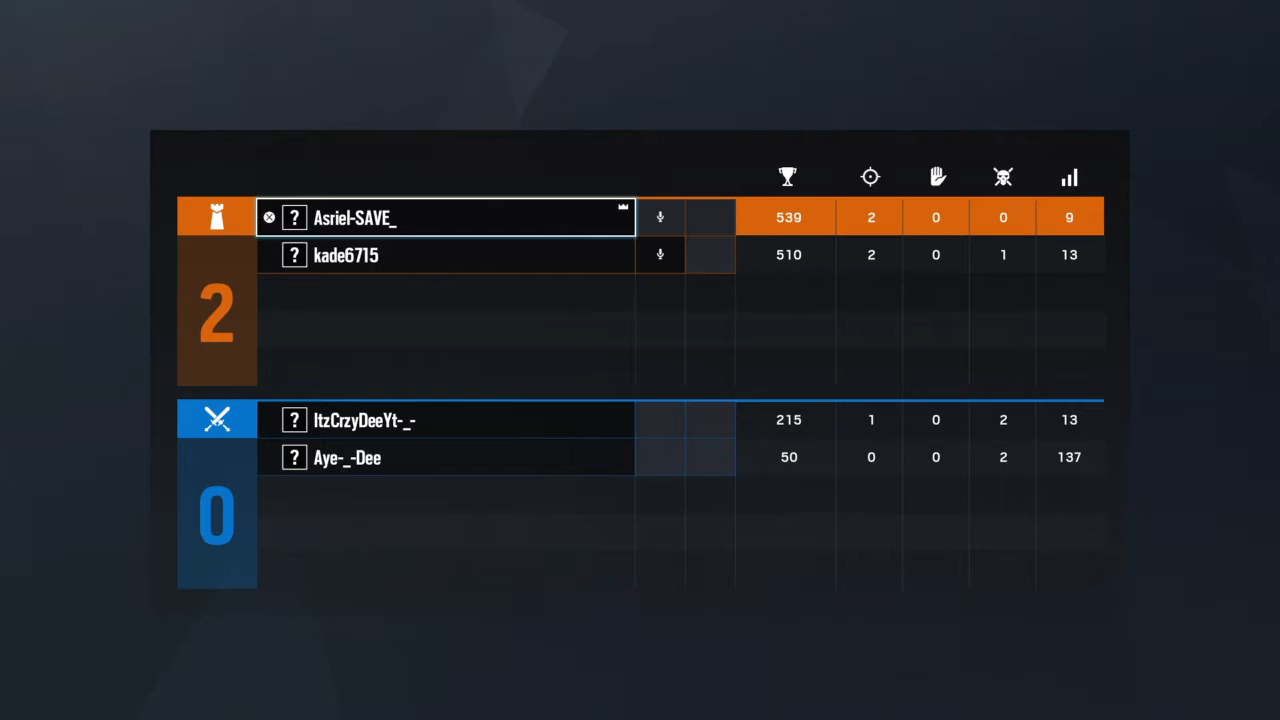 ? Asriel-SAVE_ 539 2 0 0 9
? kade6715 510 2 0 1 13
2
? ItzCrzyDeeYt-_- 215 1 0 2 13
? Aye-_-Dee 50 0 0 2 137
0